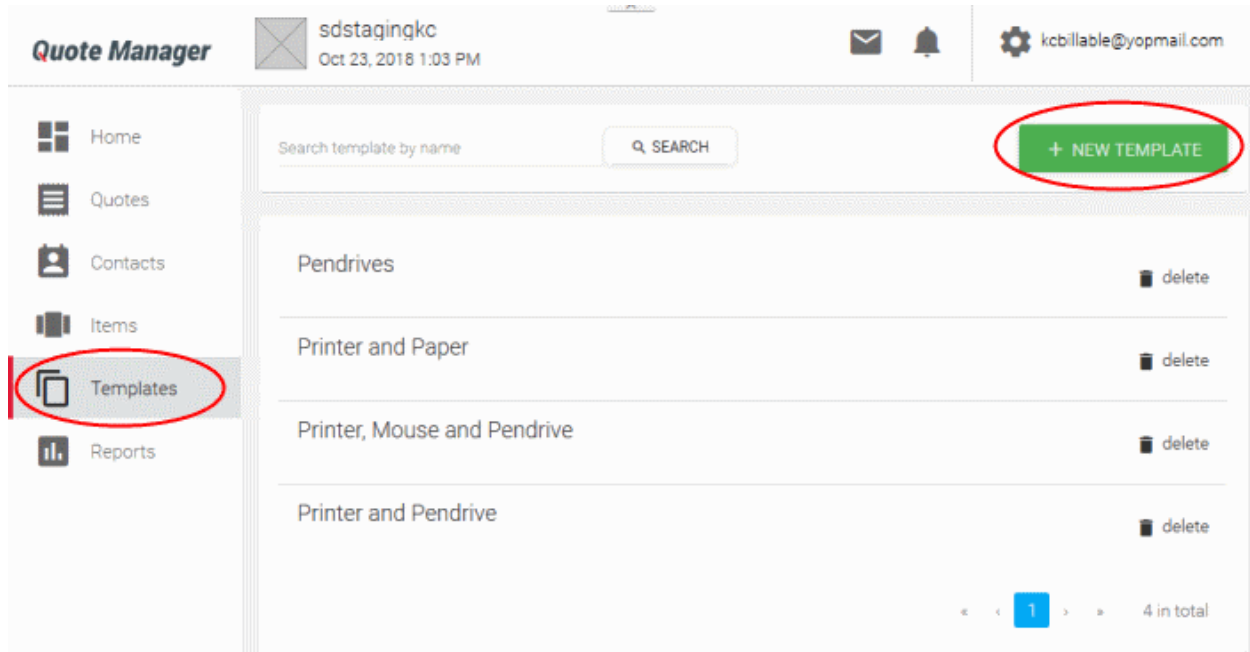 Quote Manager
sdstagingkc
Oct 23, 2018 1:03 PM
kcbillable@yopmail.com
Home
Quotes
Contacts
Items
Templates
Reports
Search template by name
SEARCH
+ NEW TEMPLATE
Pendrives
delete
Printer and Paper
delete
Printer, Mouse and Pendrive
delete
Printer and Pendrive
delete
« ‹ 1 › » 4 in total